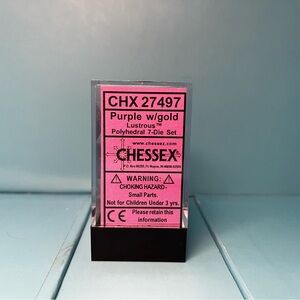 CHX 27497
Purple w/gold
Lustrous™
Polyhedral 7-Die Set
www.chessex.com
CHESSEX
⚠ WARNING:
CHOKING HAZARD-
Small Parts.
Not for Children Under 3 yrs.
CE
Please retain this
information